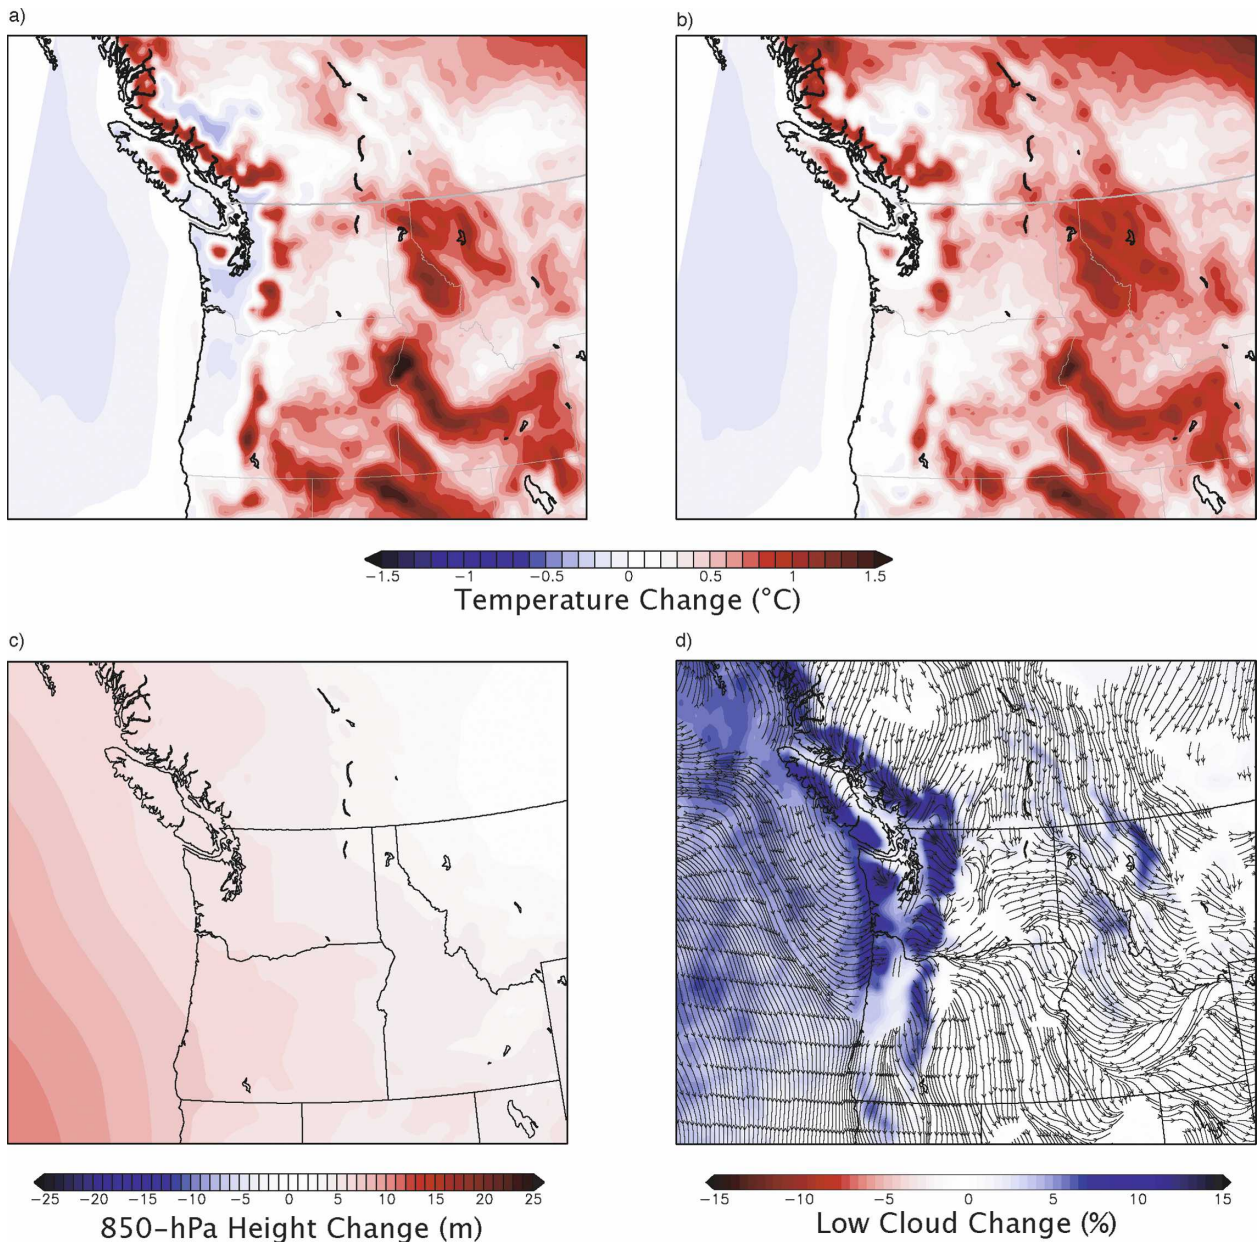 a)
b)
−1.5 −1 −0.5 0 0.5 1 1.5
Temperature Change (°C)
c)
d)
−25 −20 −15 −10 −5 0 5 10 15 20 25
850−hPa Height Change (m)
−15 −10 −5 0 5 10 15
Low Cloud Change (%)